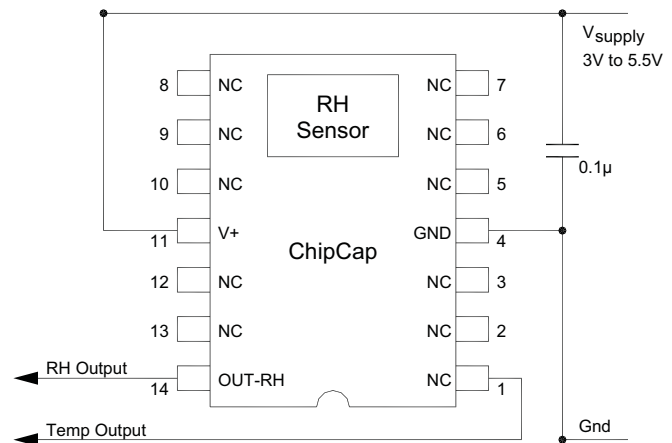 Vsupply
3V to 5.5V
8 NC RH Sensor NC 7
9 NC NC 6
10 NC NC 5
0.1µ
11 V+ ChipCap GND 4
12 NC NC 3
13 NC NC 2
RH Output
14 OUT-RH NC 1
Temp Output
Gnd